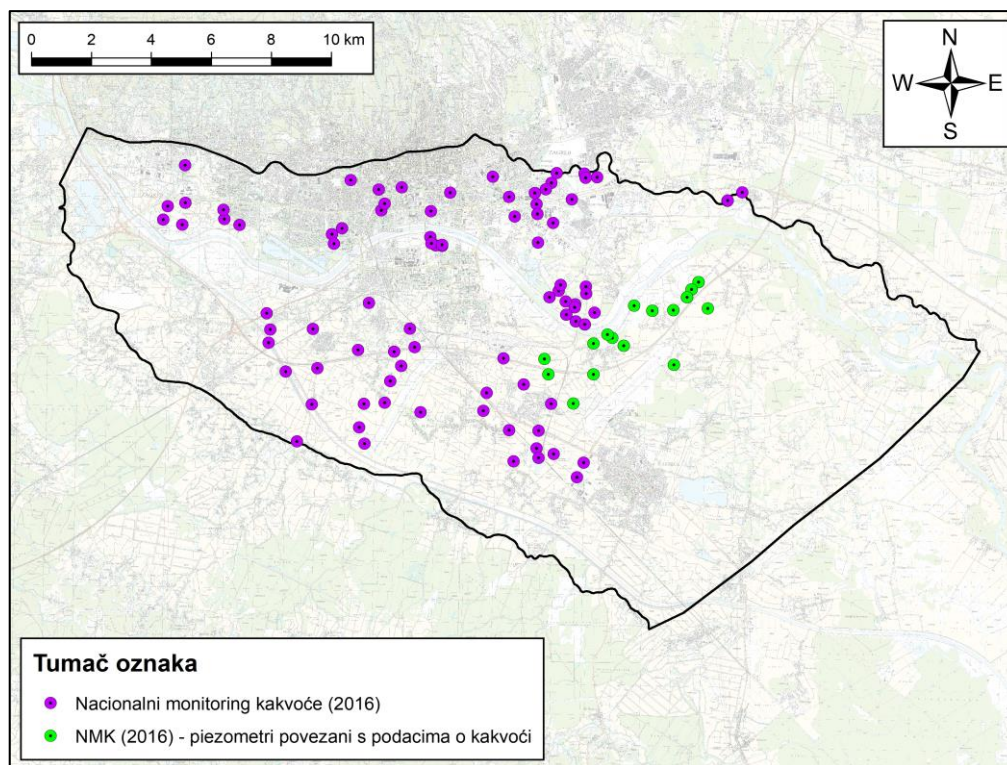 0 2 4 6 8 10 km
N
W E
S
Tumač oznaka
Nacionalni monitoring kakvoće (2016)
NMK (2016) - piezometri povezani s podacima o kakvoći